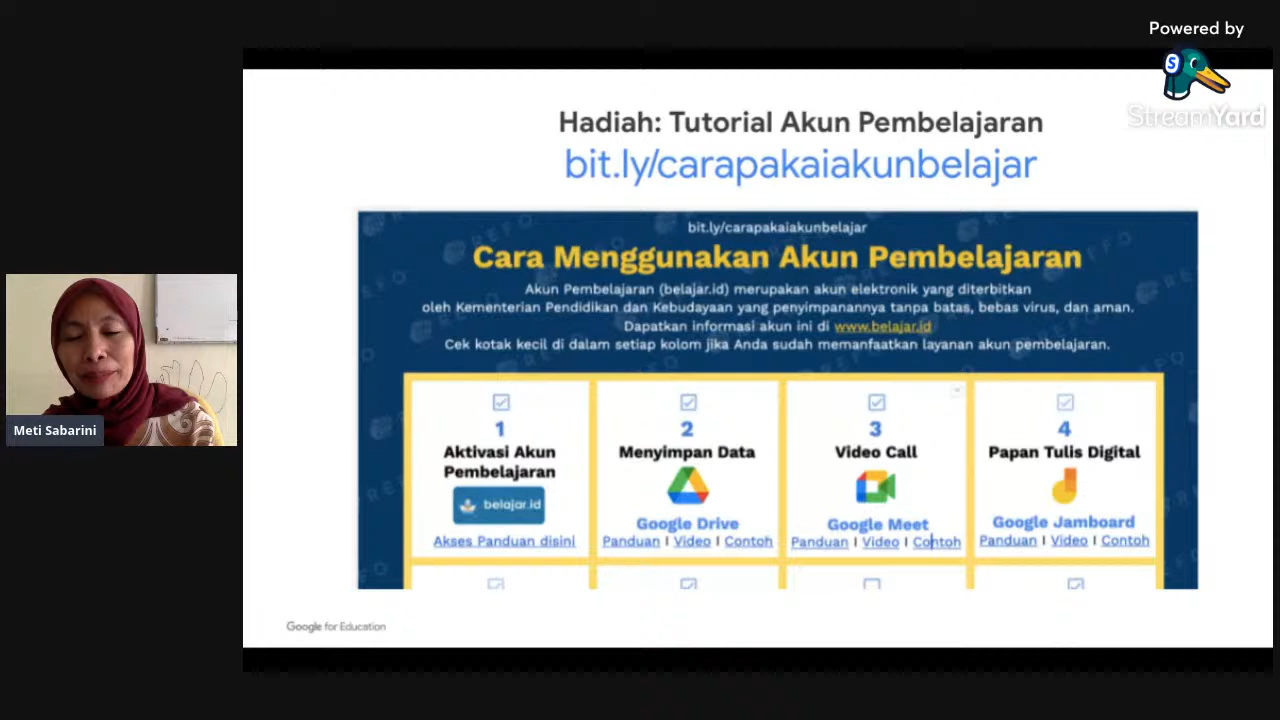 Powered by
StreamYard
Hadiah: Tutorial Akun Pembelajaran
bit.ly/carapakaiakunbelajar
bit.ly/carapakaiakunbelajar
Cara Menggunakan Akun Pembelajaran
Akun Pembelajaran (belajar.id) merupakan akun elektronik yang diterbitkan
oleh Kementerian Pendidikan dan Kebudayaan yang penyimpanannya tanpa batas, bebas virus, dan aman.
Dapatkan informasi akun ini di www.belajar.id
Cek kotak kecil di dalam setiap kolom jika Anda sudah memanfaatkan layanan akun pembelajaran.
1
Aktivasi Akun
Pembelajaran
belajar.id
Akses Panduan disini
2
Menyimpan Data
Google Drive
Panduan I Video I Contoh
3
Video Call
Google Meet
Panduan I Video I Contoh
4
Papan Tulis Digital
Google Jamboard
Panduan I Video I Contoh
Google for Education
Meti Sabarini